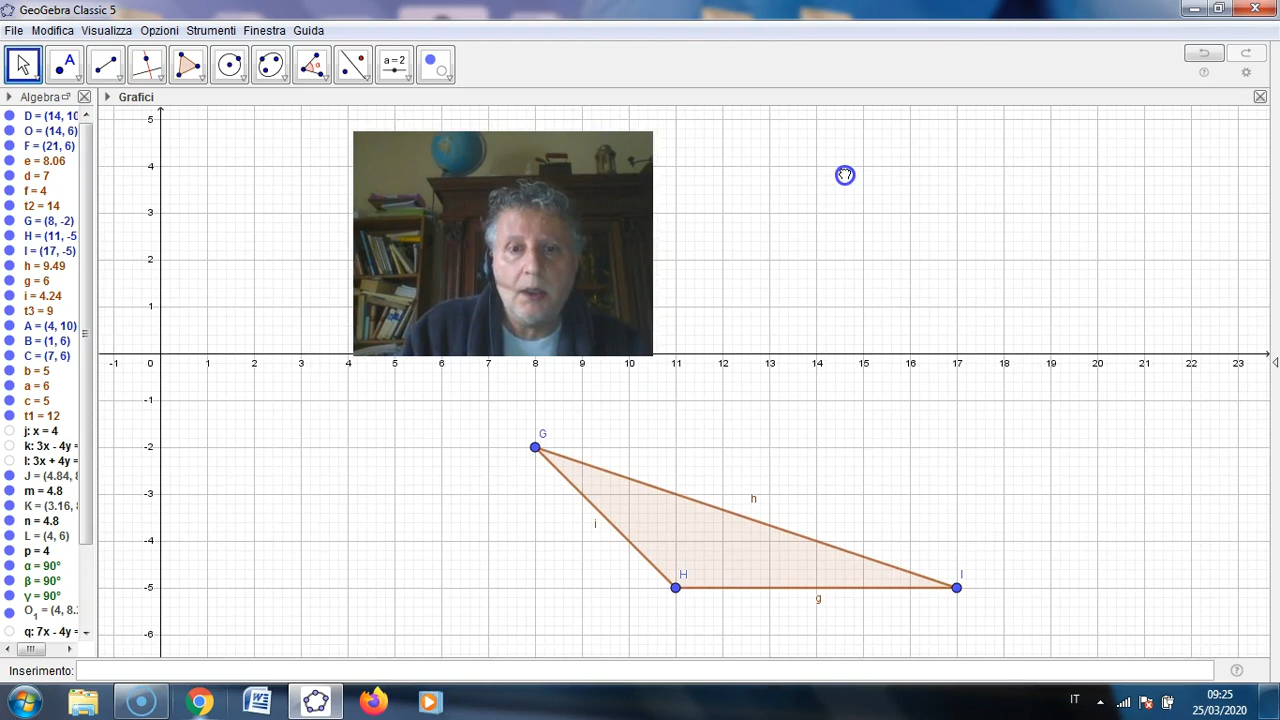 GeoGebra Classic 5
File Modifica Visualizza Opzioni Strumenti Finestra Guida
A
α
a = 2
Algebra
Grafici
D = (14, 10
O = (14, 6)
F = (21, 6)
e = 8.06
d = 7
f = 4
t2 = 14
G = (8, -2)
H = (11, -5
I = (17, -5)
h = 9.49
g = 6
i = 4.24
t3 = 9
A = (4, 10)
B = (1, 6)
C = (7, 6)
b = 5
a = 6
c = 5
t1 = 12
j: x = 4
k: 3x - 4y =
l: 3x + 4y =
J = (4.84, 8
m = 4.8
K = (3.16, 8
n = 4.8
L = (4, 6)
p = 4
α = 90°
β = 90°
γ = 90°
O1 = (4, 8.
q: 7x - 4y =
5
4
3
2
1
-1 0 1 2 3 4 5 6 7 8 9 10 11 12 13 14 15 16 17 18 19 20 21 22 23
-1
-2
-3
-4
-5
-6
G
h
i
H
I
g
Inserimento:
IT
09:25
25/03/2020